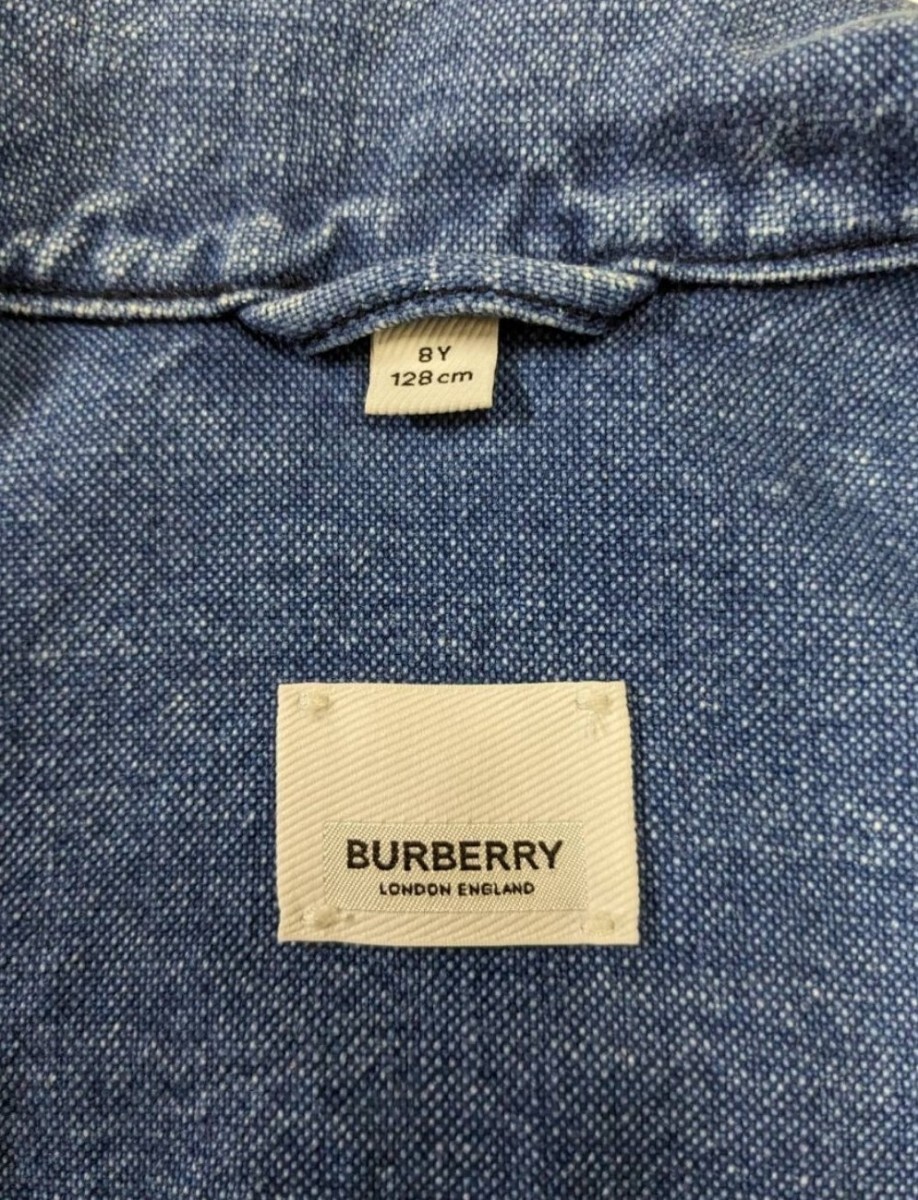 8Y
128 cm
BURBERRY
LONDON ENGLAND